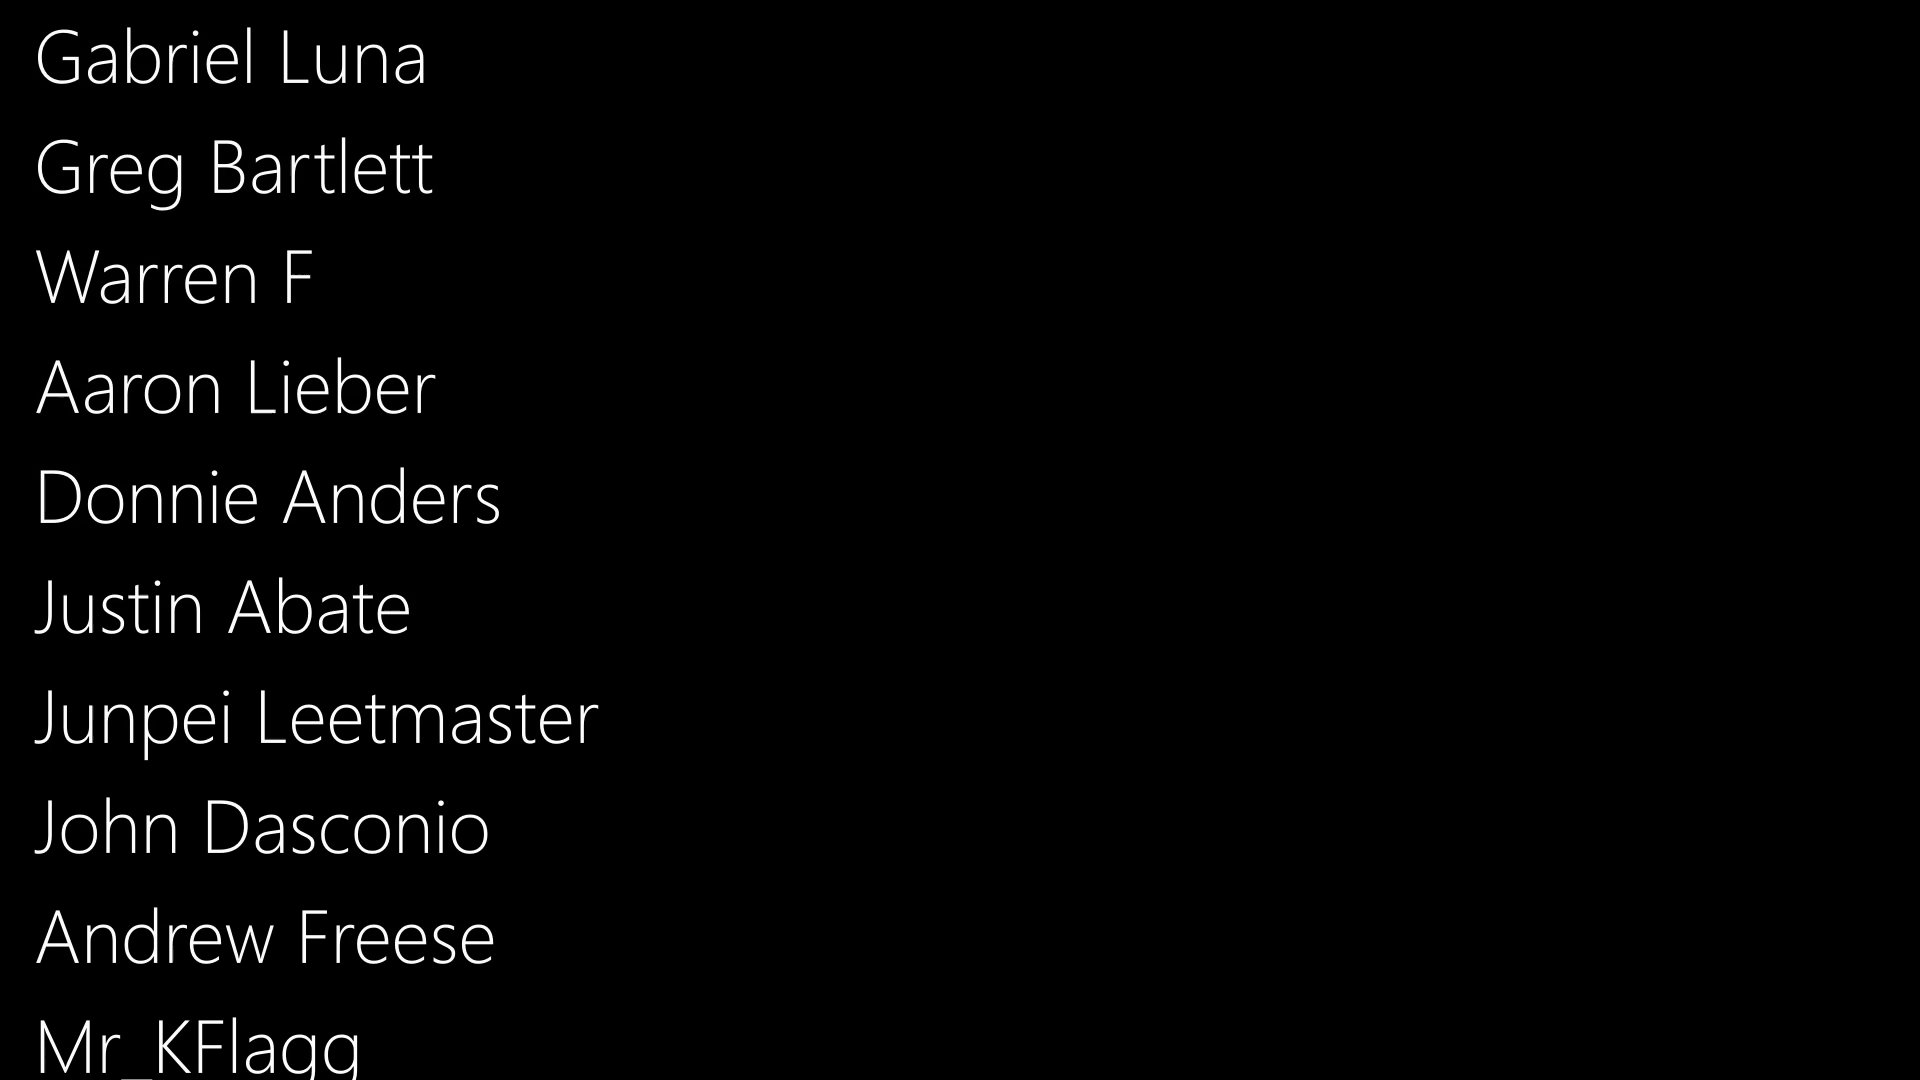 Gabriel Luna
Greg Bartlett
Warren F
Aaron Lieber
Donnie Anders
Justin Abate
Junpei Leetmaster
John Dasconio
Andrew Freese
Mr_KFlagg